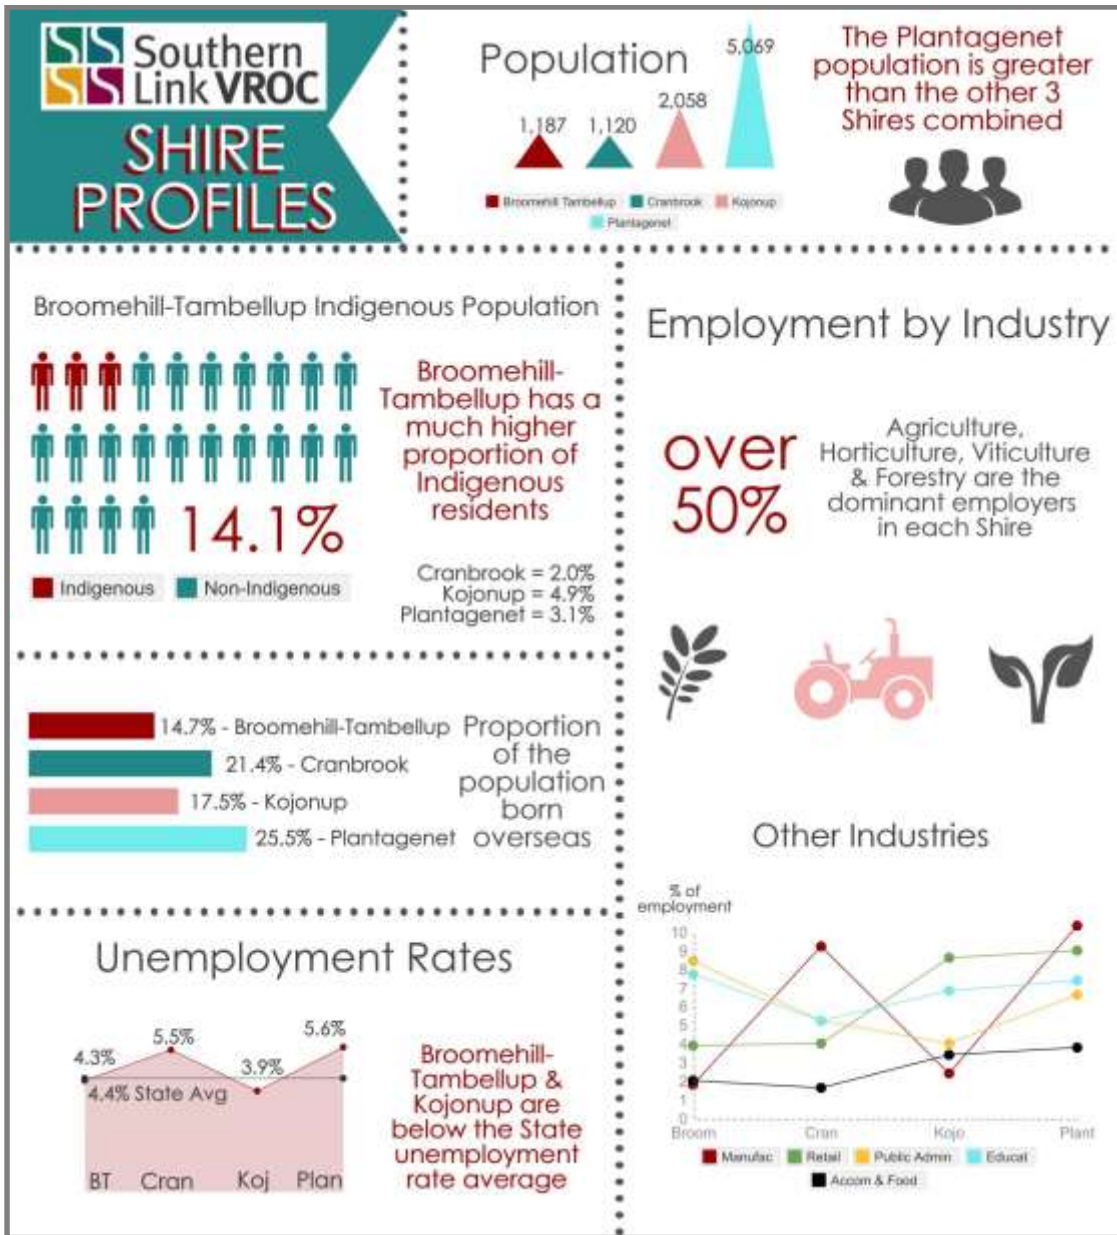 Southern
Link VROC
SHIRE
PROFILES
Population
1,187
1,120
2,058
5,069
Broomehill Tambellup
Cranbrook
Kojonup
Plantagenet
The Plantagenet
population is greater
than the other 3
Shires combined
Broomehill-Tambellup Indigenous Population
14.1%
Indigenous
Non-Indigenous
Broomehill-
Tambellup has a
much higher
proportion of
Indigenous
residents
Cranbrook = 2.0%
Kojonup = 4.9%
Plantagenet = 3.1%
14.7% - Broomehill-Tambellup
21.4% - Cranbrook
17.5% - Kojonup
25.5% - Plantagenet
Proportion
of the
population
born
overseas
Unemployment Rates
4.3%
5.5%
3.9%
5.6%
4.4% State Avg
BT
Cran
Koj
Plan
Broomehill-
Tambellup &
Kojonup are
below the State
unemployment
rate average
Employment by Industry
over
50%
Agriculture,
Horticulture, Viticulture
& Forestry are the
dominant employers
in each Shire
Other Industries
% of
employment
10
9
8
7
6
5
4
3
2
1
0
Broom
Cran
Kojo
Plant
Manufac
Retail
Public Admin
Educat
Accom & Food